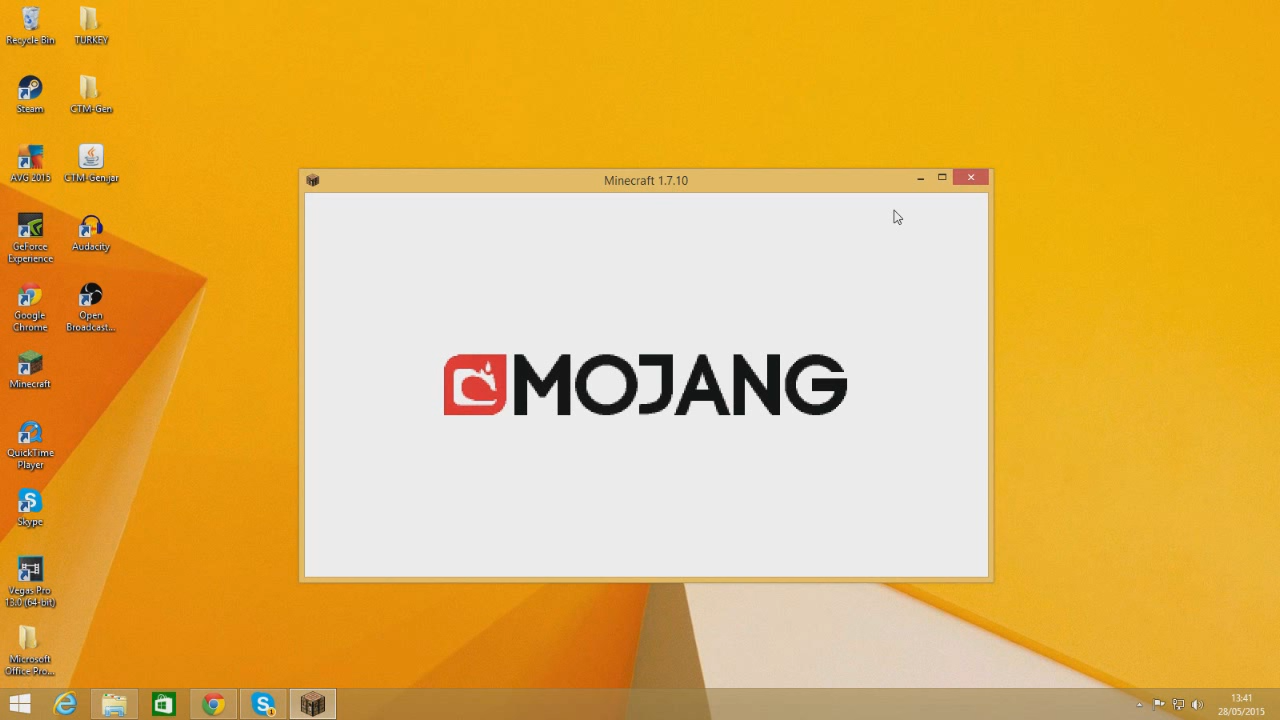 Recycle Bin
TURKEY
Steam
CTM-Gen
AVG 2015
CTM-Gen.jar
GeForce
Experience
Audacity
Google
Chrome
Open
Broadcast...
Minecraft
QuickTime
Player
Skype
Vegas Pro
13.0 (64-bit)
Microsoft
Office Pro...
Minecraft 1.7.10
MOJANG
13:41
28/05/2015